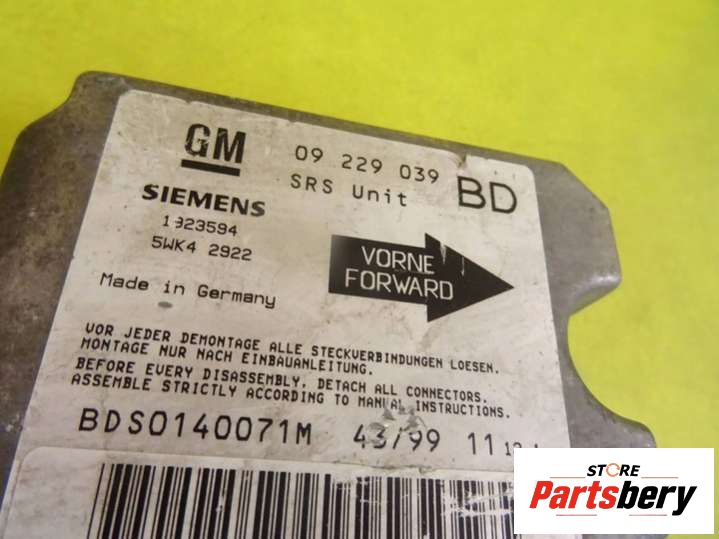 GM
09 229 039
SRS Unit
BD
SIEMENS
5WK4 2922
Made in Germany
VORNE
FORWARD
VOR JEDER DEMONTAGE ALLE STECKVERBINDUNGEN LOESEN.
MONTAGE NUR NACH EINBAUANLEITUNG.
BEFORE EVERY DISASSEMBLY, DETACH ALL CONNECTORS.
ASSEMBLE STRICTLY ACCORDING TO MANUAL INSTRUCTIONS.
BDS0140071M 43/99 11
STORE
Partsbery